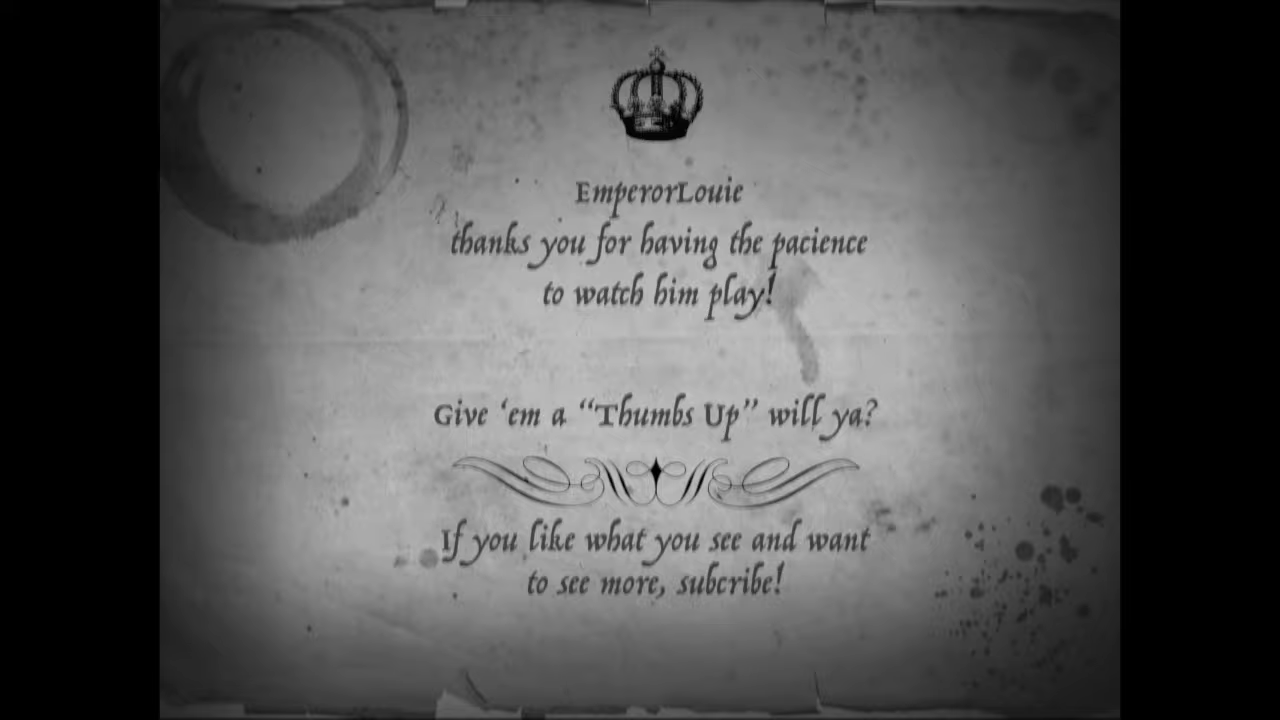 EmperorLouie
thanks you for having the pacience
to watch him play!
Give 'em a “Thumbs Up” will ya?
If you like what you see and want
to see more, subcribe!